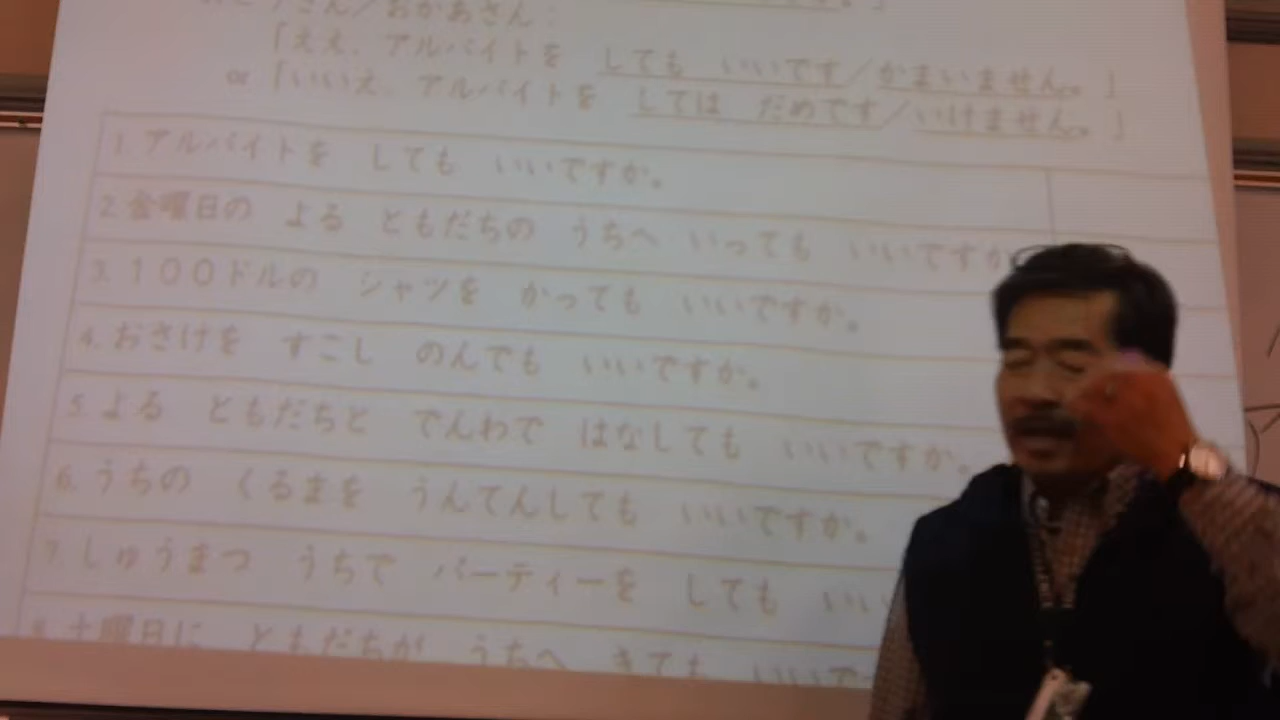 おかあさん：
「ええ、アルバイトを しても いいです／かまいません。」
or「いいえ、アルバイトを しては だめです／いけません。」
1. アルバイトを しても いいですか。
2. 金曜日の よる ともだちの うちへ いっても いいですか
3. １００ドルの シャツを かっても いいですか。
4. おさけを すこし のんでも いいですか。
5. よる ともだちと でんわで はなしても いいですか。
6. うちの くるまを うんてんしても いいですか。
7. しゅうまつ うちで パーティーを しても いい
8. 土曜日に ともだちが うちへ きても いいで